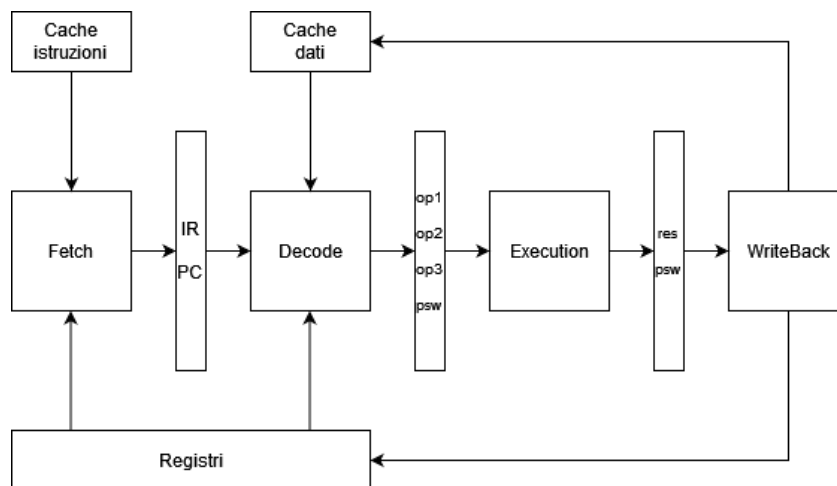 Cache
istruzioni
Cache
dati
Fetch
IR
PC
Decode
op1
op2
op3
psw
Execution
res
psw
WriteBack
Registri